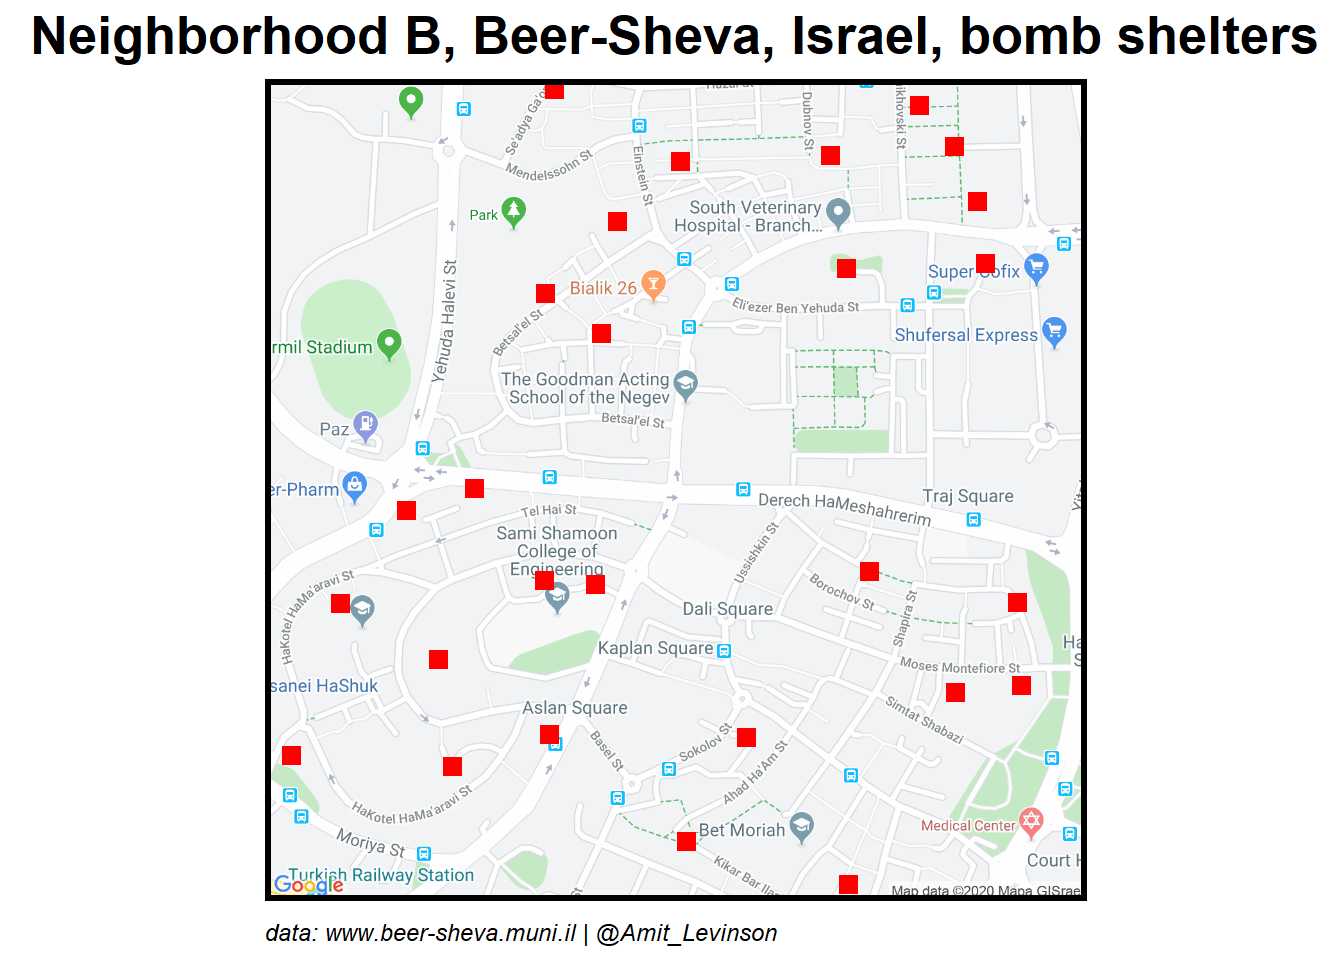 Neighborhood B, Beer-Sheva, Israel, bomb shelters
Hazal St
Se'adya Ga'on
Dubnov St
ikhovski St
Mendelssohn St
Einstein St
Park
South Veterinary
Hospital - Branch...
Yehuda Halevi St
Bialik 26
Super Cofix
Eli'ezer Ben Yehuda St
Betsal'el St
Shufersal Express
rmil Stadium
The Goodman Acting
School of the Negev
Betsal'el St
Paz
er-Pharm
Traj Square
Derech HaMeshahrerim
Tel Hai St
Sami Shamoon
College of
Engineering
Ussishkin St
HaKotel HaMa'aravi St
Borochov St
Shapira St
Dali Square
Kaplan Square
Moses Montefiore St
sanei HaShuk
Aslan Square
Simtat Shabazi
Basel St
Sokolov St
Ahad Ha'Am St
HaKotel HaMa'aravi St
Moriya St
Bet Moriah
Medical Center
Court H
Kikar Bar Ilan
Turkish Railway Station
Google
Map data ©2020 Mapa GISrae
data: www.beer-sheva.muni.il | @Amit_Levinson